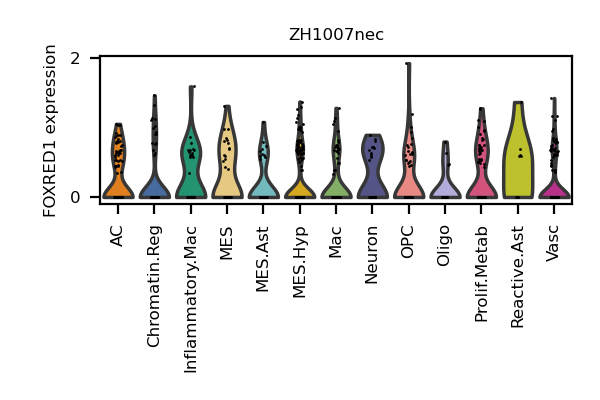 ZH1007nec
FOXRED1 expression
2
0
AC
Chromatin.Reg
Inflammatory.Mac
MES
MES.Ast
MES.Hyp
Mac
Neuron
OPC
Oligo
Prolif.Metab
Reactive.Ast
Vasc